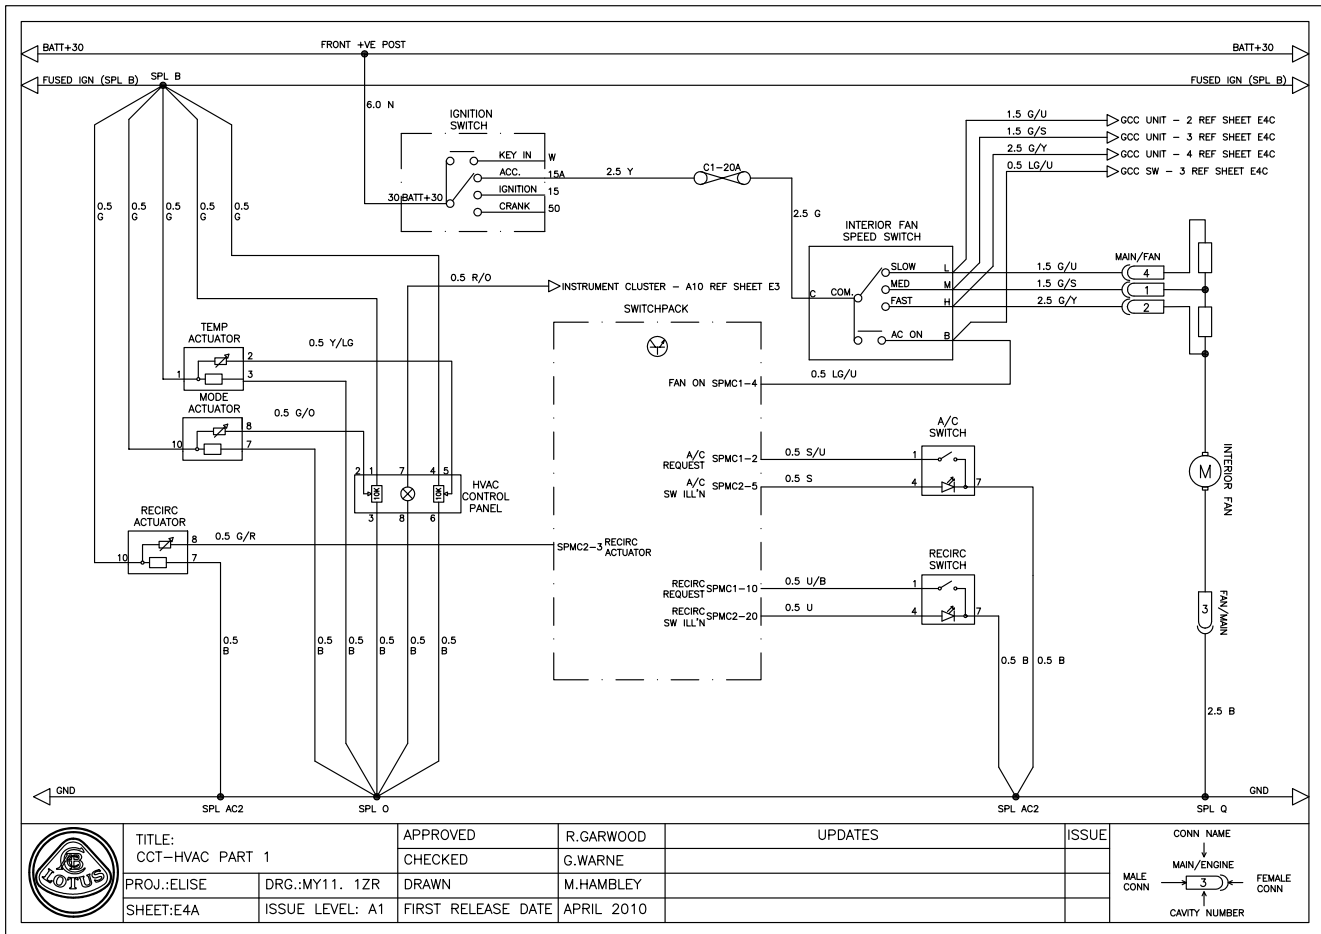 BATT+30
FRONT +VE POST
BATT+30
FUSED IGN (SPL B)
SPL B
FUSED IGN (SPL B)
6.0 N
IGNITION
SWITCH
KEY IN
W
ACC.
15A
IGNITION
15
CRANK
50
30
BATT+30
2.5 Y
C1-20A
2.5 G
1.5 G/U
GCC UNIT - 2 REF SHEET E4C
1.5 G/S
GCC UNIT - 3 REF SHEET E4C
2.5 G/Y
GCC UNIT - 4 REF SHEET E4C
0.5 LG/U
GCC SW - 3 REF SHEET E4C
0.5
G
0.5
G
0.5
G
0.5
G
0.5
G
INTERIOR FAN
SPEED SWITCH
SLOW
L
MED
M
FAST
H
C
COM.
AC ON
B
1.5 G/U
1.5 G/S
2.5 G/Y
MAIN/FAN
4
1
2
0.5 R/O
INSTRUMENT CLUSTER - A10 REF SHEET E3
SWITCHPACK
TEMP
ACTUATOR
2
0.5 Y/LG
1
3
MODE
ACTUATOR
8
0.5 G/O
10
7
FAN ON SPMC1-4
0.5 LG/U
A/C
SWITCH
A/C
REQUEST
SPMC1-2
0.5 S/U
1
A/C
SW ILL'N
SPMC2-5
0.5 S
4
7
M
INTERIOR FAN
2 1 7 4 5
10K
10K
HVAC
CONTROL
PANEL
3 8 6
RECIRC
ACTUATOR
8
0.5 G/R
10
7
SPMC2-3
RECIRC
ACTUATOR
RECIRC
SWITCH
RECIRC
REQUEST
SPMC1-10
0.5 U/B
1
RECIRC
SW ILL'N
SPMC2-20
0.5 U
4
7
3
FAN/MAIN
0.5
B
0.5
B
0.5
B
0.5
B
0.5
B
0.5
B
0.5 B
0.5 B
2.5 B
GND
GND
SPL AC2
SPL O
SPL AC2
SPL Q
LOTUS
TITLE:
CCT-HVAC PART 1
APPROVED
R.GARWOOD
UPDATES
ISSUE
CHECKED
G.WARNE
PROJ.:ELISE
DRG.:MY11. 1ZR
DRAWN
M.HAMBLEY
SHEET:E4A
ISSUE LEVEL: A1
FIRST RELEASE DATE
APRIL 2010
CONN NAME
MAIN/ENGINE
MALE
CONN
3
FEMALE
CONN
CAVITY NUMBER